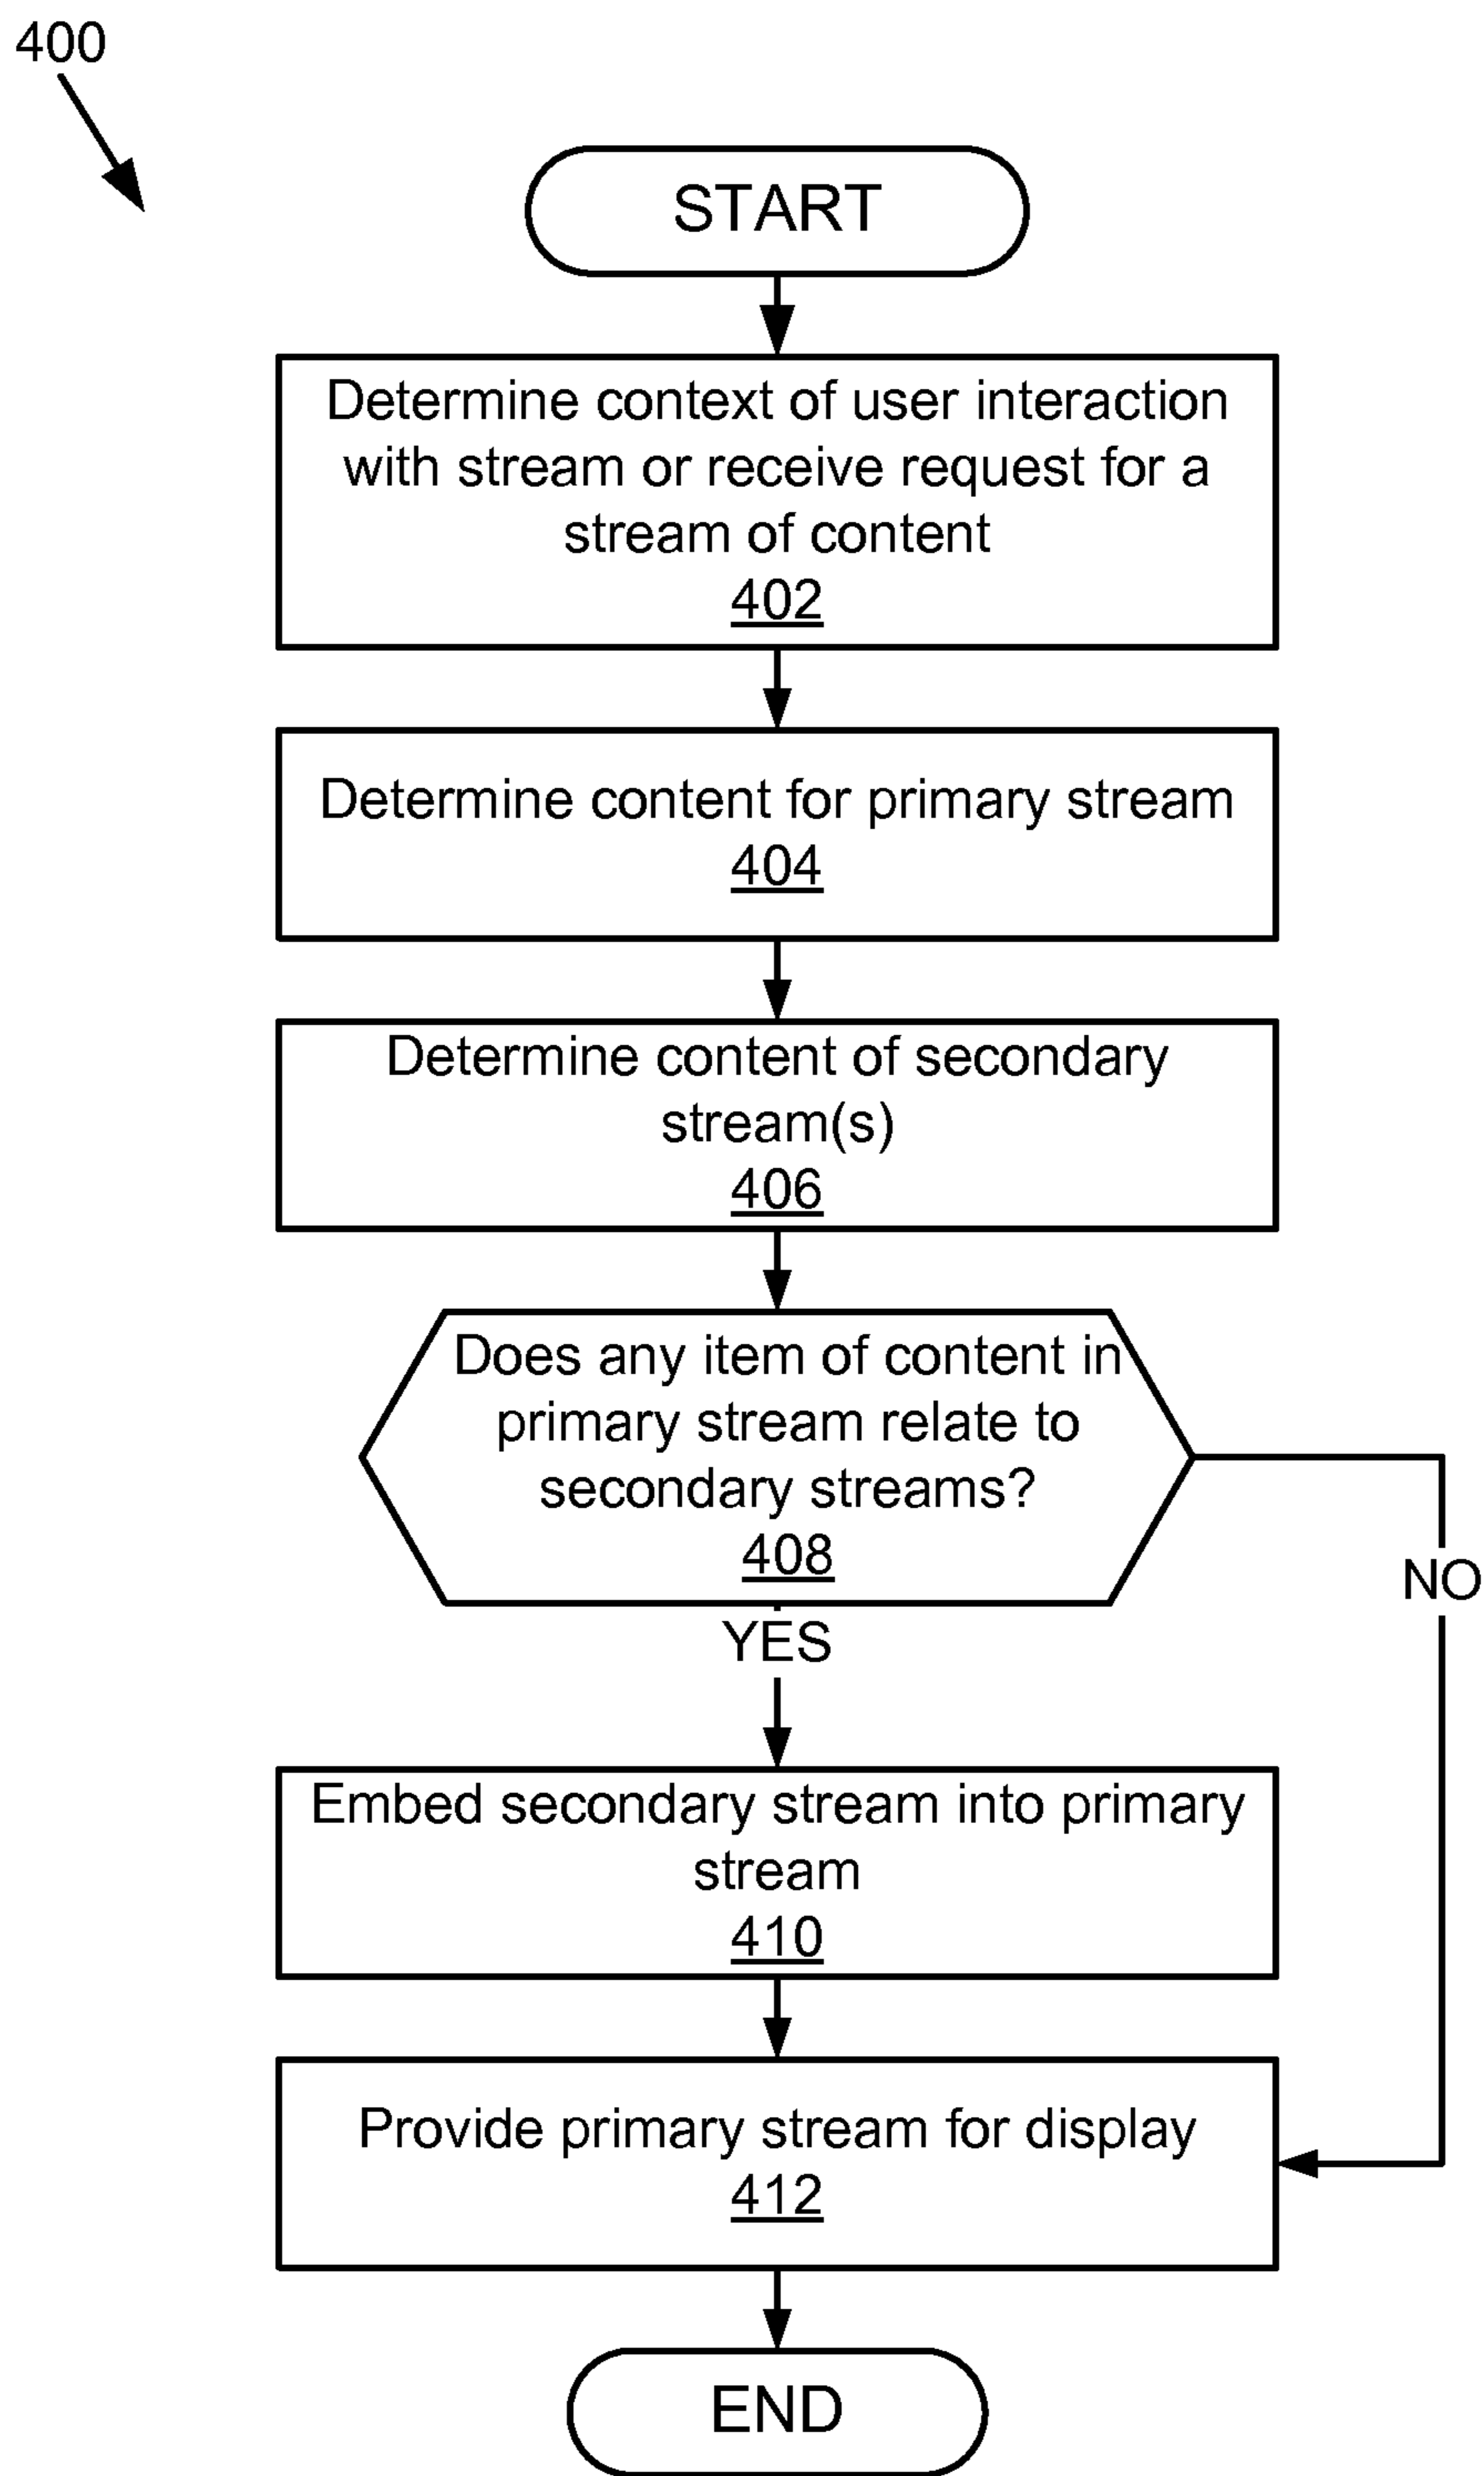 400
START
Determine context of user interaction
with stream or receive request for a
stream of content
402
Determine content for primary stream
404
Determine content of secondary
stream(s)
406
Does any item of content in
primary stream relate to
secondary streams?
408
NO
YES
Embed secondary stream into primary
stream
410
Provide primary stream for display
412
END